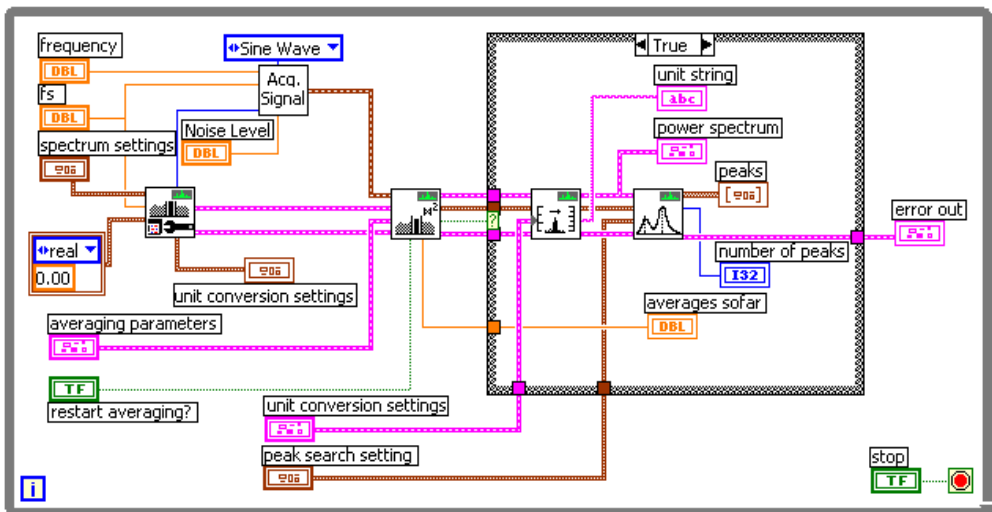 frequency
DBL
fs
DBL
spectrum settings
Sine Wave
Acq.
Signal
Noise Level
DBL
real
0.00
unit conversion settings
averaging parameters
TF
restart averaging?
unit conversion settings
peak search setting
True
unit string
abc
power spectrum
peaks
number of peaks
I32
averages sofar
DBL
?
error out
stop
TF
i